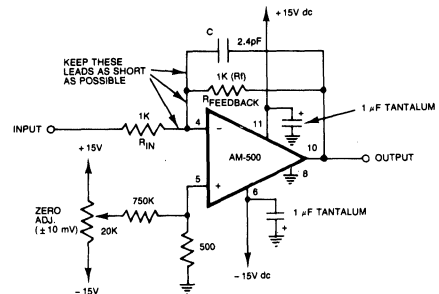 +15V dc
C
2.4pF
KEEP THESE
LEADS AS SHORT
AS POSSIBLE
1K (Rf)
RFEEDBACK
1 μF TANTALUM
INPUT
1K
RIN
4
−
11
AM-500
10
OUTPUT
8
+15V
5
+
6
+
+
ZERO
ADJ.
(±10 mV)
20K
750K
500
1 μF TANTALUM
−15V
−15V dc